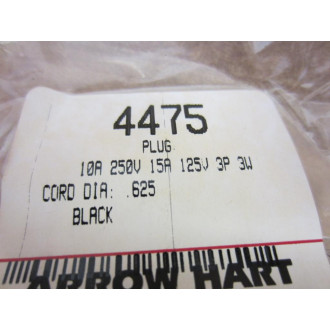 4475
PLUG
10A 250V 15A 125V 3P 3W
CORD DIA: .625
BLACK
ARROW HART